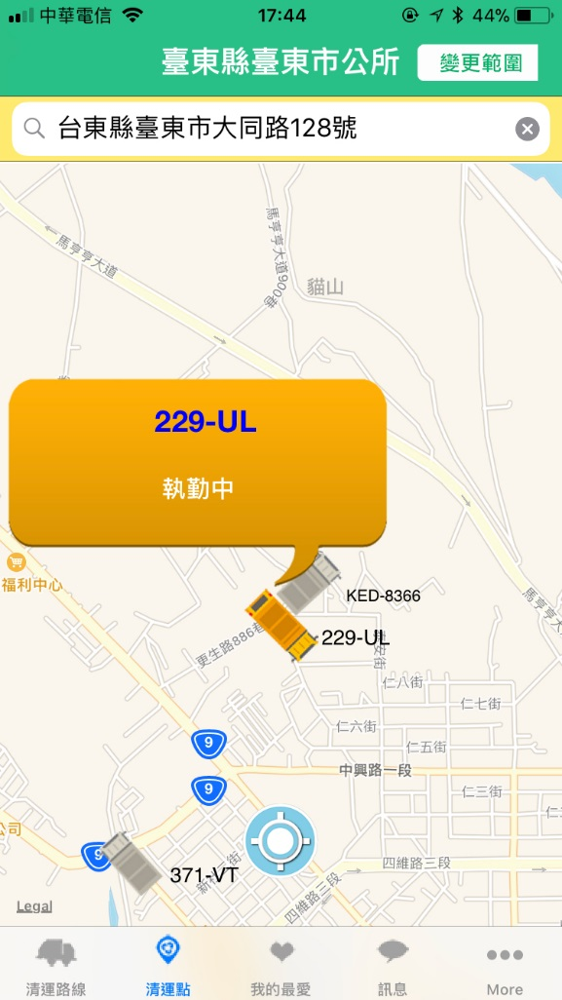 中華電信 17:44 44%
臺東縣臺東市公所 變更範圍
台東縣臺東市大同路128號
馬亨亨大道
馬亨亨大道900巷
貓山
229-UL
執勤中
福利中心
KED-8366
馬亨亨大
229-UL
更生路886巷
安街
仁八街
仁七街
仁六街
仁五街
9
中興路一段
9
仁三街
公司
9
371-VT
四維路三段
四維路三段
Legal
清運路線 清運點 我的最愛 訊息 More